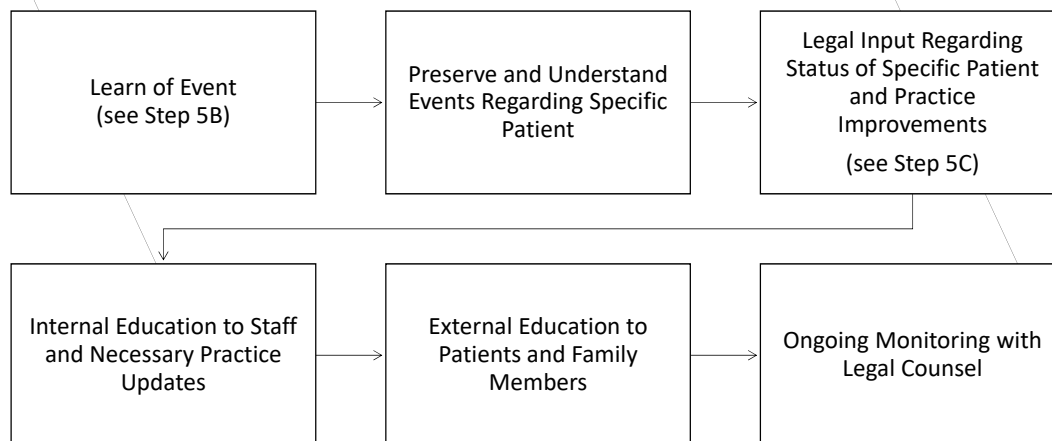 Learn of Event
(see Step 5B)
Preserve and Understand
Events Regarding Specific
Patient
Legal Input Regarding
Status of Specific Patient
and Practice
Improvements
(see Step 5C)
Internal Education to Staff
and Necessary Practice
Updates
External Education to
Patients and Family
Members
Ongoing Monitoring with
Legal Counsel